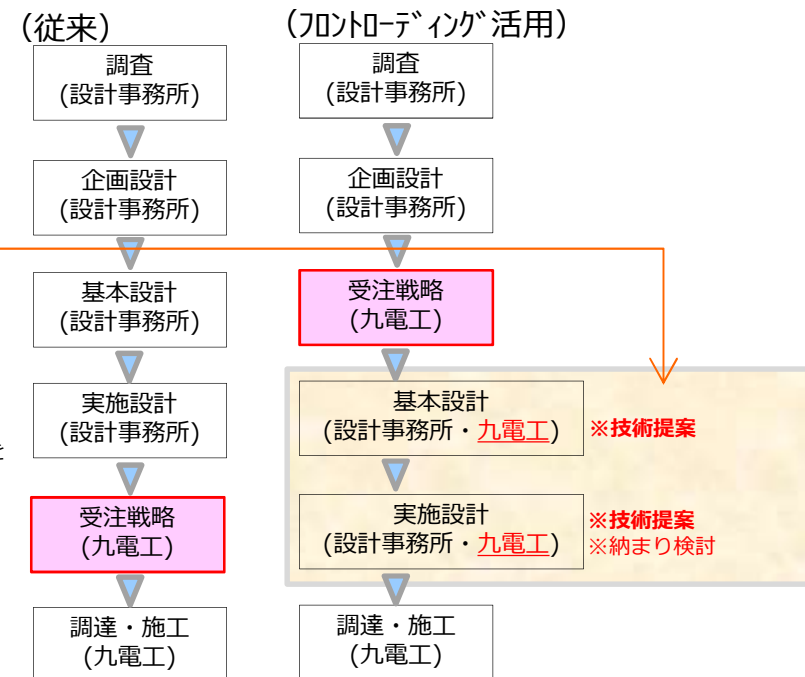 （従来）
調査
(設計事務所)
企画設計
(設計事務所)
基本設計
(設計事務所)
実施設計
(設計事務所)
受注戦略
(九電工)
調達・施工
(九電工)
（ﾌﾛﾝﾄﾛｰﾃﾞｨﾝｸﾞ活用）
調査
(設計事務所)
企画設計
(設計事務所)
受注戦略
(九電工)
基本設計
(設計事務所・九電工)
※技術提案
実施設計
(設計事務所・九電工)
※技術提案
※納まり検討
調達・施工
(九電工)